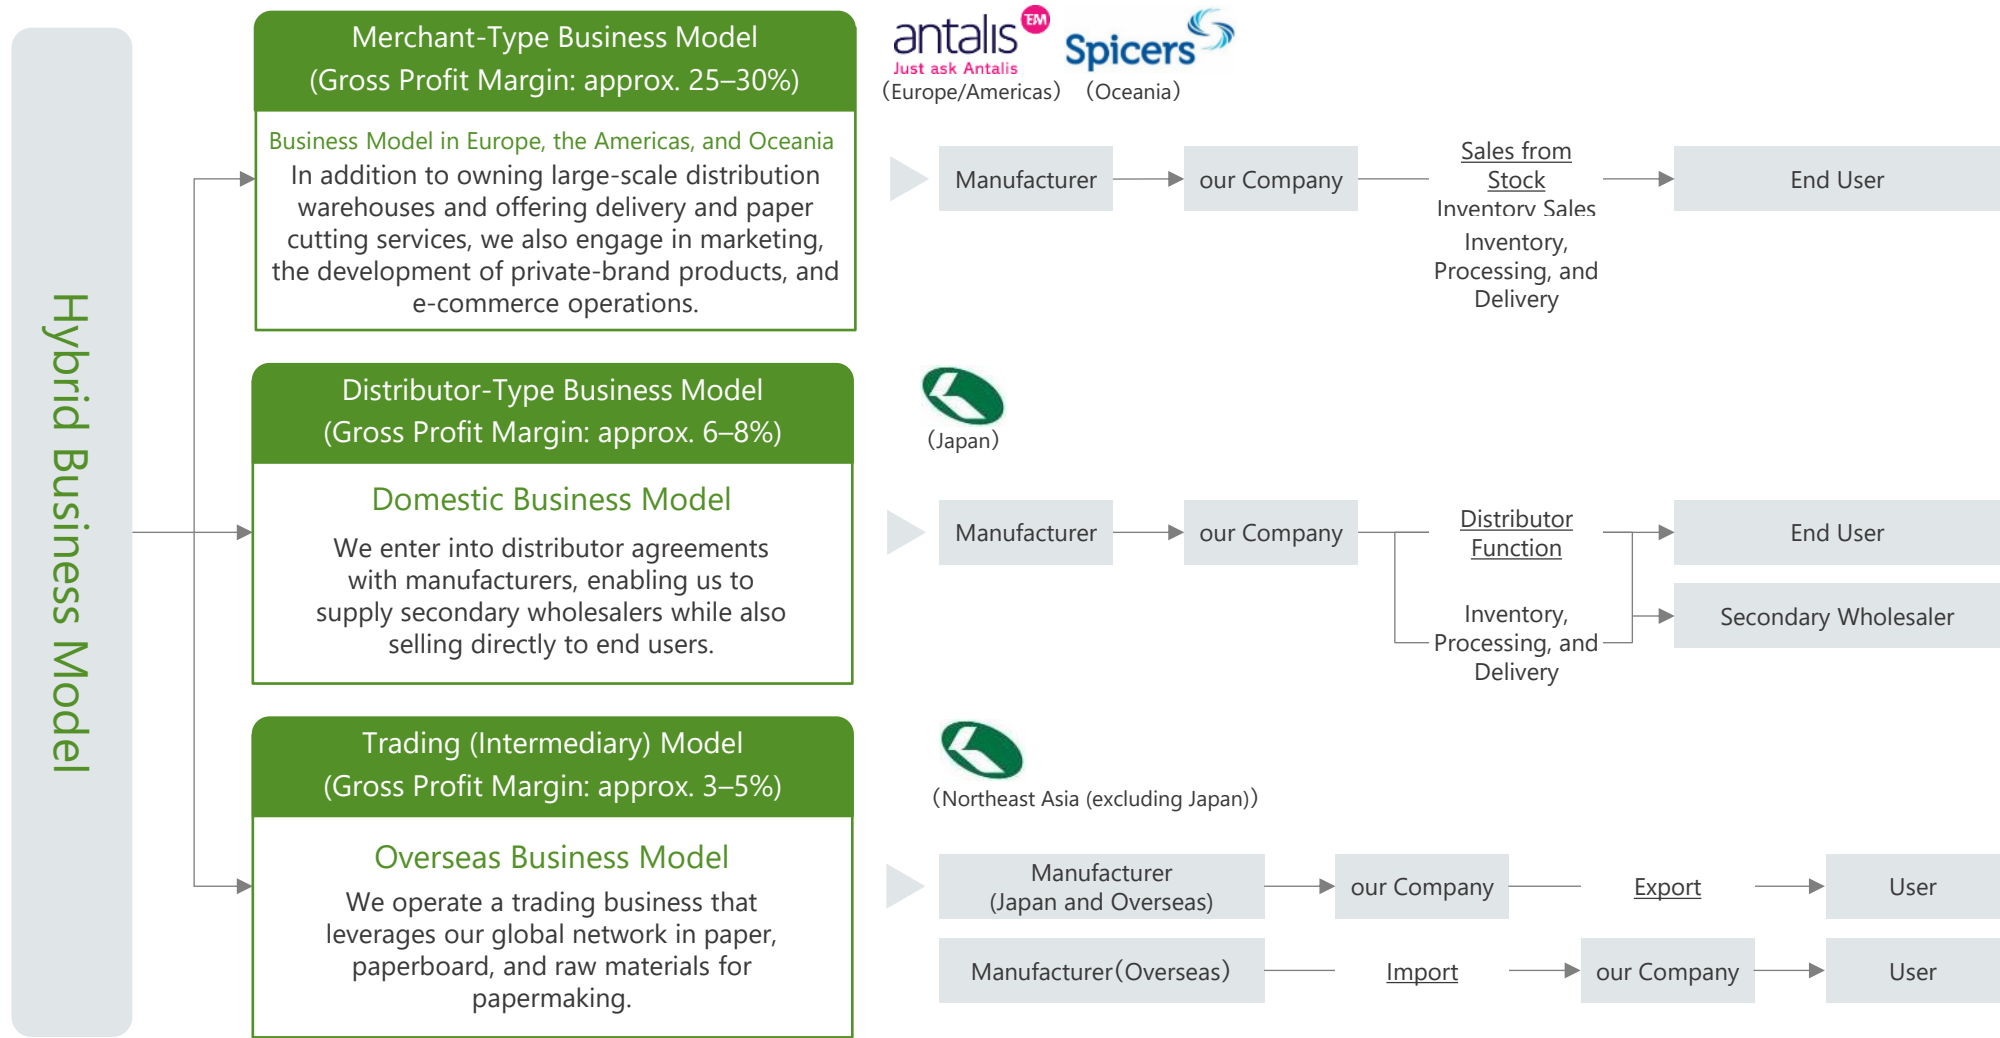 Hybrid Business Model
Merchant-Type Business Model
(Gross Profit Margin: approx. 25–30%)
Business Model in Europe, the Americas, and Oceania
In addition to owning large-scale distribution
warehouses and offering delivery and paper
cutting services, we also engage in marketing,
the development of private-brand products, and
e-commerce operations.
antalis TM
Just ask Antalis
(Europe/Americas)
Spicers
(Oceania)
Manufacturer
our Company
Sales from
Stock
Inventory Sales
Inventory,
Processing, and
Delivery
End User
Distributor-Type Business Model
(Gross Profit Margin: approx. 6–8%)
Domestic Business Model
We enter into distributor agreements
with manufacturers, enabling us to
supply secondary wholesalers while also
selling directly to end users.
(Japan)
Manufacturer
our Company
Distributor
Function
Inventory,
Processing, and
Delivery
End User
Secondary Wholesaler
Trading (Intermediary) Model
(Gross Profit Margin: approx. 3–5%)
Overseas Business Model
We operate a trading business that
leverages our global network in paper,
paperboard, and raw materials for
papermaking.
(Northeast Asia (excluding Japan))
Manufacturer
(Japan and Overseas)
our Company
Export
User
Manufacturer(Overseas)
Import
our Company
User